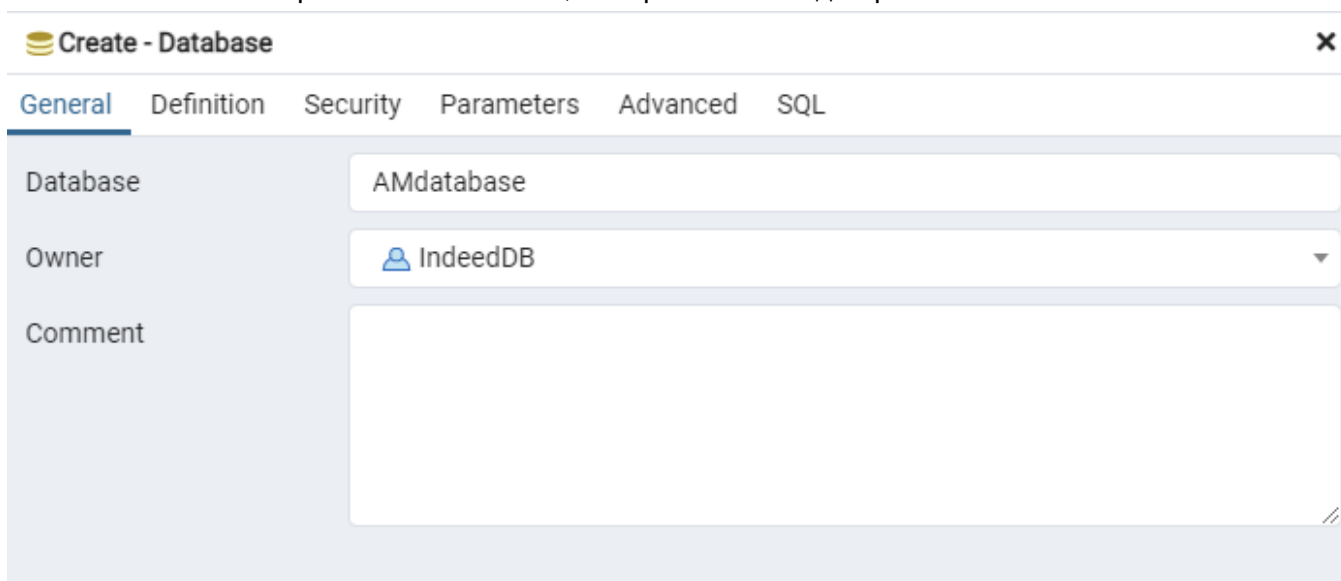 Create - Database
General Definition Security Parameters Advanced SQL
Database AMdatabase
Owner IndeedDB
Comment